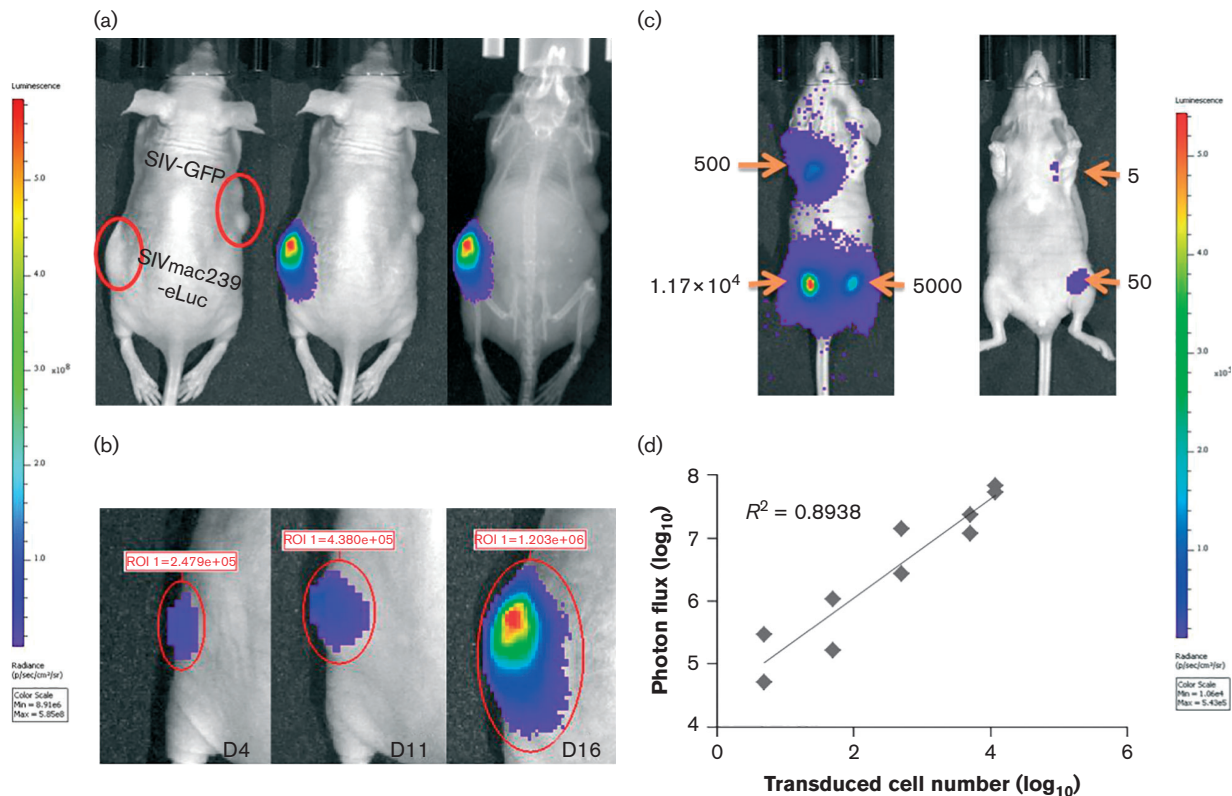 (a)
Luminescence
5.0
4.0
3.0
×10⁸
2.0
1.0
Radiance
(p/sec/cm²/sr)
Color Scale
Min = 8.91e6
Max = 5.85e8
SIV-GFP
SIVmac239
-eLuc
(b)
ROI 1=2.479e+05
D4
ROI 1=4.380e+05
D11
ROI 1=1.203e+06
D16
(c)
500
1.17×10⁴
5000
5
50
Luminescence
5.0
4.0
3.0
2.0
1.0
Radiance
(p/sec/cm²/sr)
Color Scale
Min = 1.06e4
Max = 5.43e5
(d)
R² = 0.8938
Photon flux (log₁₀)
8
7
6
5
4
0
2
4
6
Transduced cell number (log₁₀)